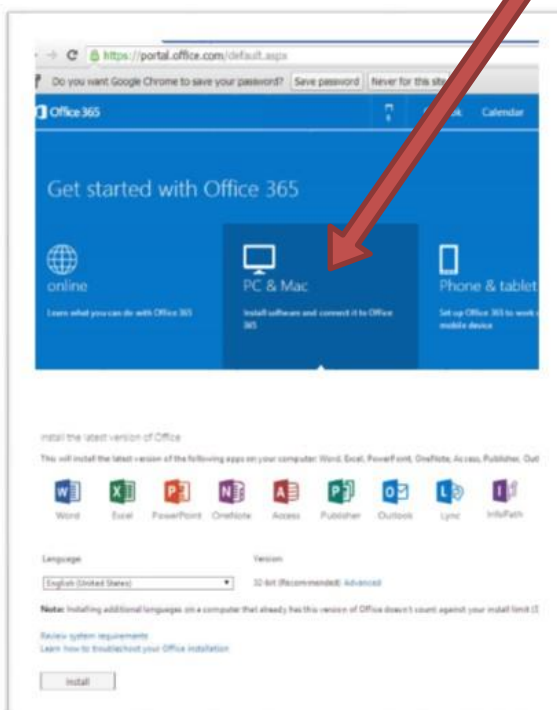 https://portal.office.com/default.aspx
Do you want Google Chrome to save your password? Save password Never for this site
Office 365 Calendar
Get started with Office 365
online PC & Mac Phone & tablet
Learn what you can do with Office 365 Install software and connect it to Office 365 Set up Office 365 to work mobile device
Install the latest version of Office
This will install the latest version of the following apps on your computer: Word, Excel, PowerPoint, OneNote, Access, Publisher, Out
Word Excel PowerPoint OneNote Access Publisher Outlook Lync InfoPath
Language: Version:
English (United States) 32-bit (Recommended) Advanced
Note: Installing additional languages on a computer that already has this version of Office doesn't count against your install limit
Review system requirements
Learn how to troubleshoot your Office installation
install